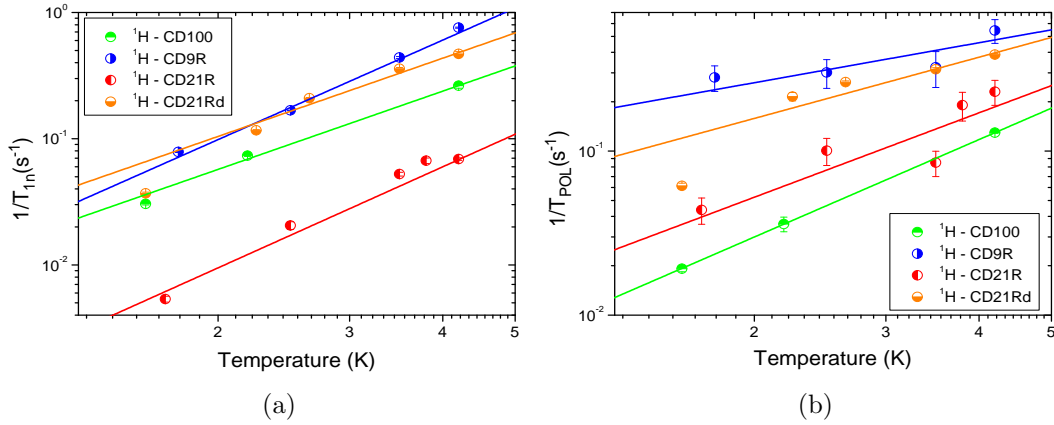 10⁰
10⁻¹
10⁻²
1/T₁ₙ(s⁻¹)
¹H - CD100
¹H - CD9R
¹H - CD21R
¹H - CD21Rd
2 3 4 5
Temperature (K)
(a)
10⁻¹
10⁻²
1/T_POL(s⁻¹)
¹H - CD100
¹H - CD9R
¹H - CD21R
¹H - CD21Rd
2 3 4 5
Temperature (K)
(b)